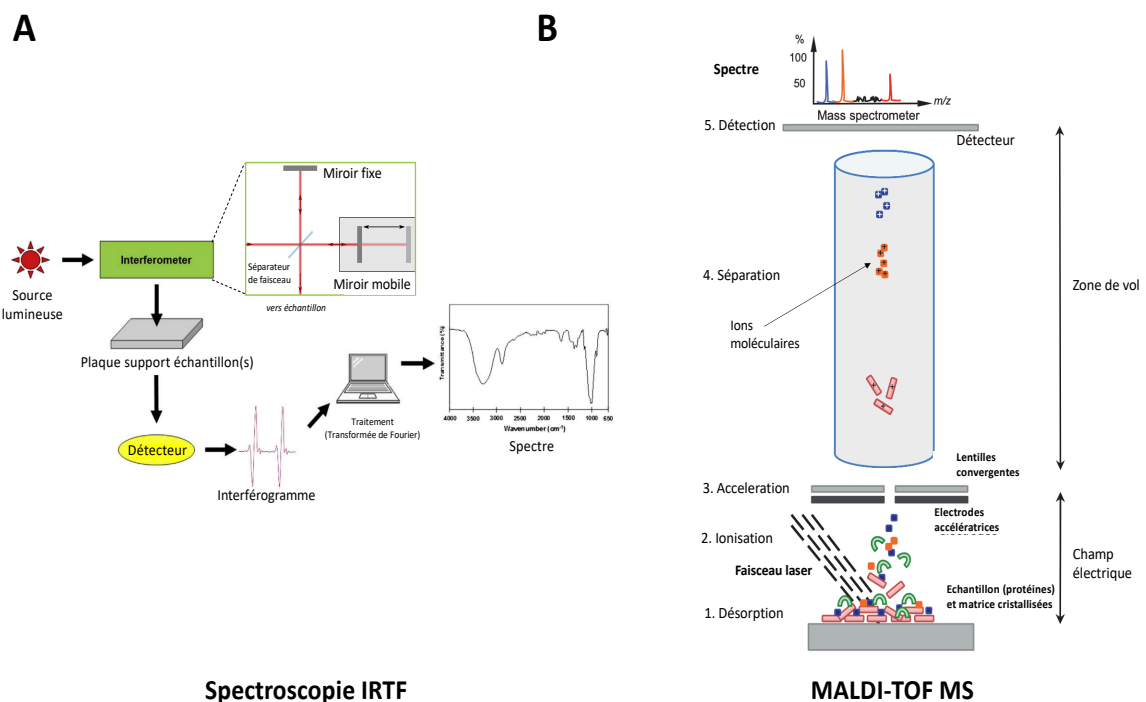 A
Miroir fixe
Interferometer
Séparateur
de faisceau
Miroir mobile
Source
lumineuse
vers échantillon
Plaque support échantillon(s)
Détecteur
Interférogramme
Traitement
(Transformée de Fourier)
Transmittance (%)
4000
3000
2000
1000
650
Wavenumber (cm-1)
Spectre
Spectroscopie IRTF
B
%
100
50
Spectre
m/z
Mass spectrometer
5. Détection
Détecteur
4. Séparation
Zone de vol
Ions
moléculaires
Lentilles
convergentes
3. Acceleration
Electrodes
accélératrices
2. Ionisation
Faisceau laser
Champ
électrique
Echantillon (protéines)
et matrice cristallisées
1. Désorption
MALDI-TOF MS